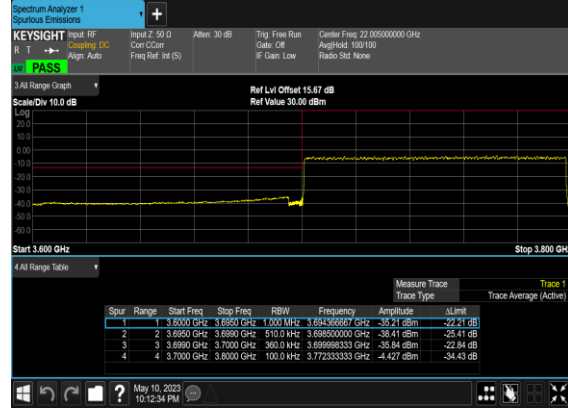 Spectrum Analyzer 1
Spurious Emissions
+
KEYSIGHT Input: RF Input Z: 50 Ω Atten: 30 dB Trig: Free Run Center Freq: 22.005000000 GHz
R T Coupling: DC Corr CCorr Gate: Off Avg|Hold: 100/100
Align: Auto Freq Ref: Int (S) IF Gain: Low Radio Std: None
PASS
3 All Range Graph
Ref Lvl Offset 15.67 dB
Scale/Div 10.0 dB Ref Value 30.00 dBm
Log
20.0
10.0
0.00
-10.0
-20.0
-30.0
-40.0
-50.0
-60.0
Start 3.600 GHz Stop 3.800 GH
4 All Range Table
Measure Trace Trace 1
Trace Type Trace Average (Active)
Spur Range Start Freq Stop Freq RBW Frequency Amplitude ΔLimit
1 1 3.6000 GHz 3.6950 GHz 1.000 MHz 3.694366667 GHz -35.21 dBm -22.21 dB
2 2 3.6950 GHz 3.6990 GHz 510.0 kHz 3.698500000 GHz -38.41 dBm -25.41 dB
3 3 3.6990 GHz 3.7000 GHz 360.0 kHz 3.699998333 GHz -35.84 dBm -22.84 dB
4 4 3.7000 GHz 3.8000 GHz 100.0 kHz 3.772333333 GHz -4.427 dBm -34.43 dB
? May 10, 2023
10:12:34 PM